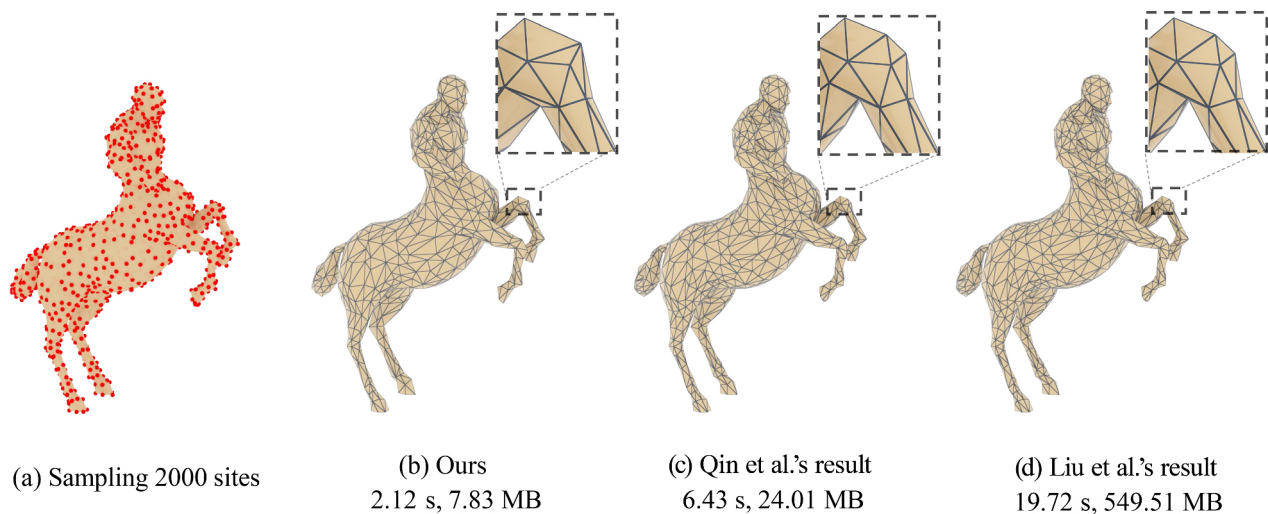 (a) Sampling 2000 sites
(b) Ours
2.12 s, 7.83 MB
(c) Qin et al.'s result
6.43 s, 24.01 MB
(d) Liu et al.'s result
19.72 s, 549.51 MB